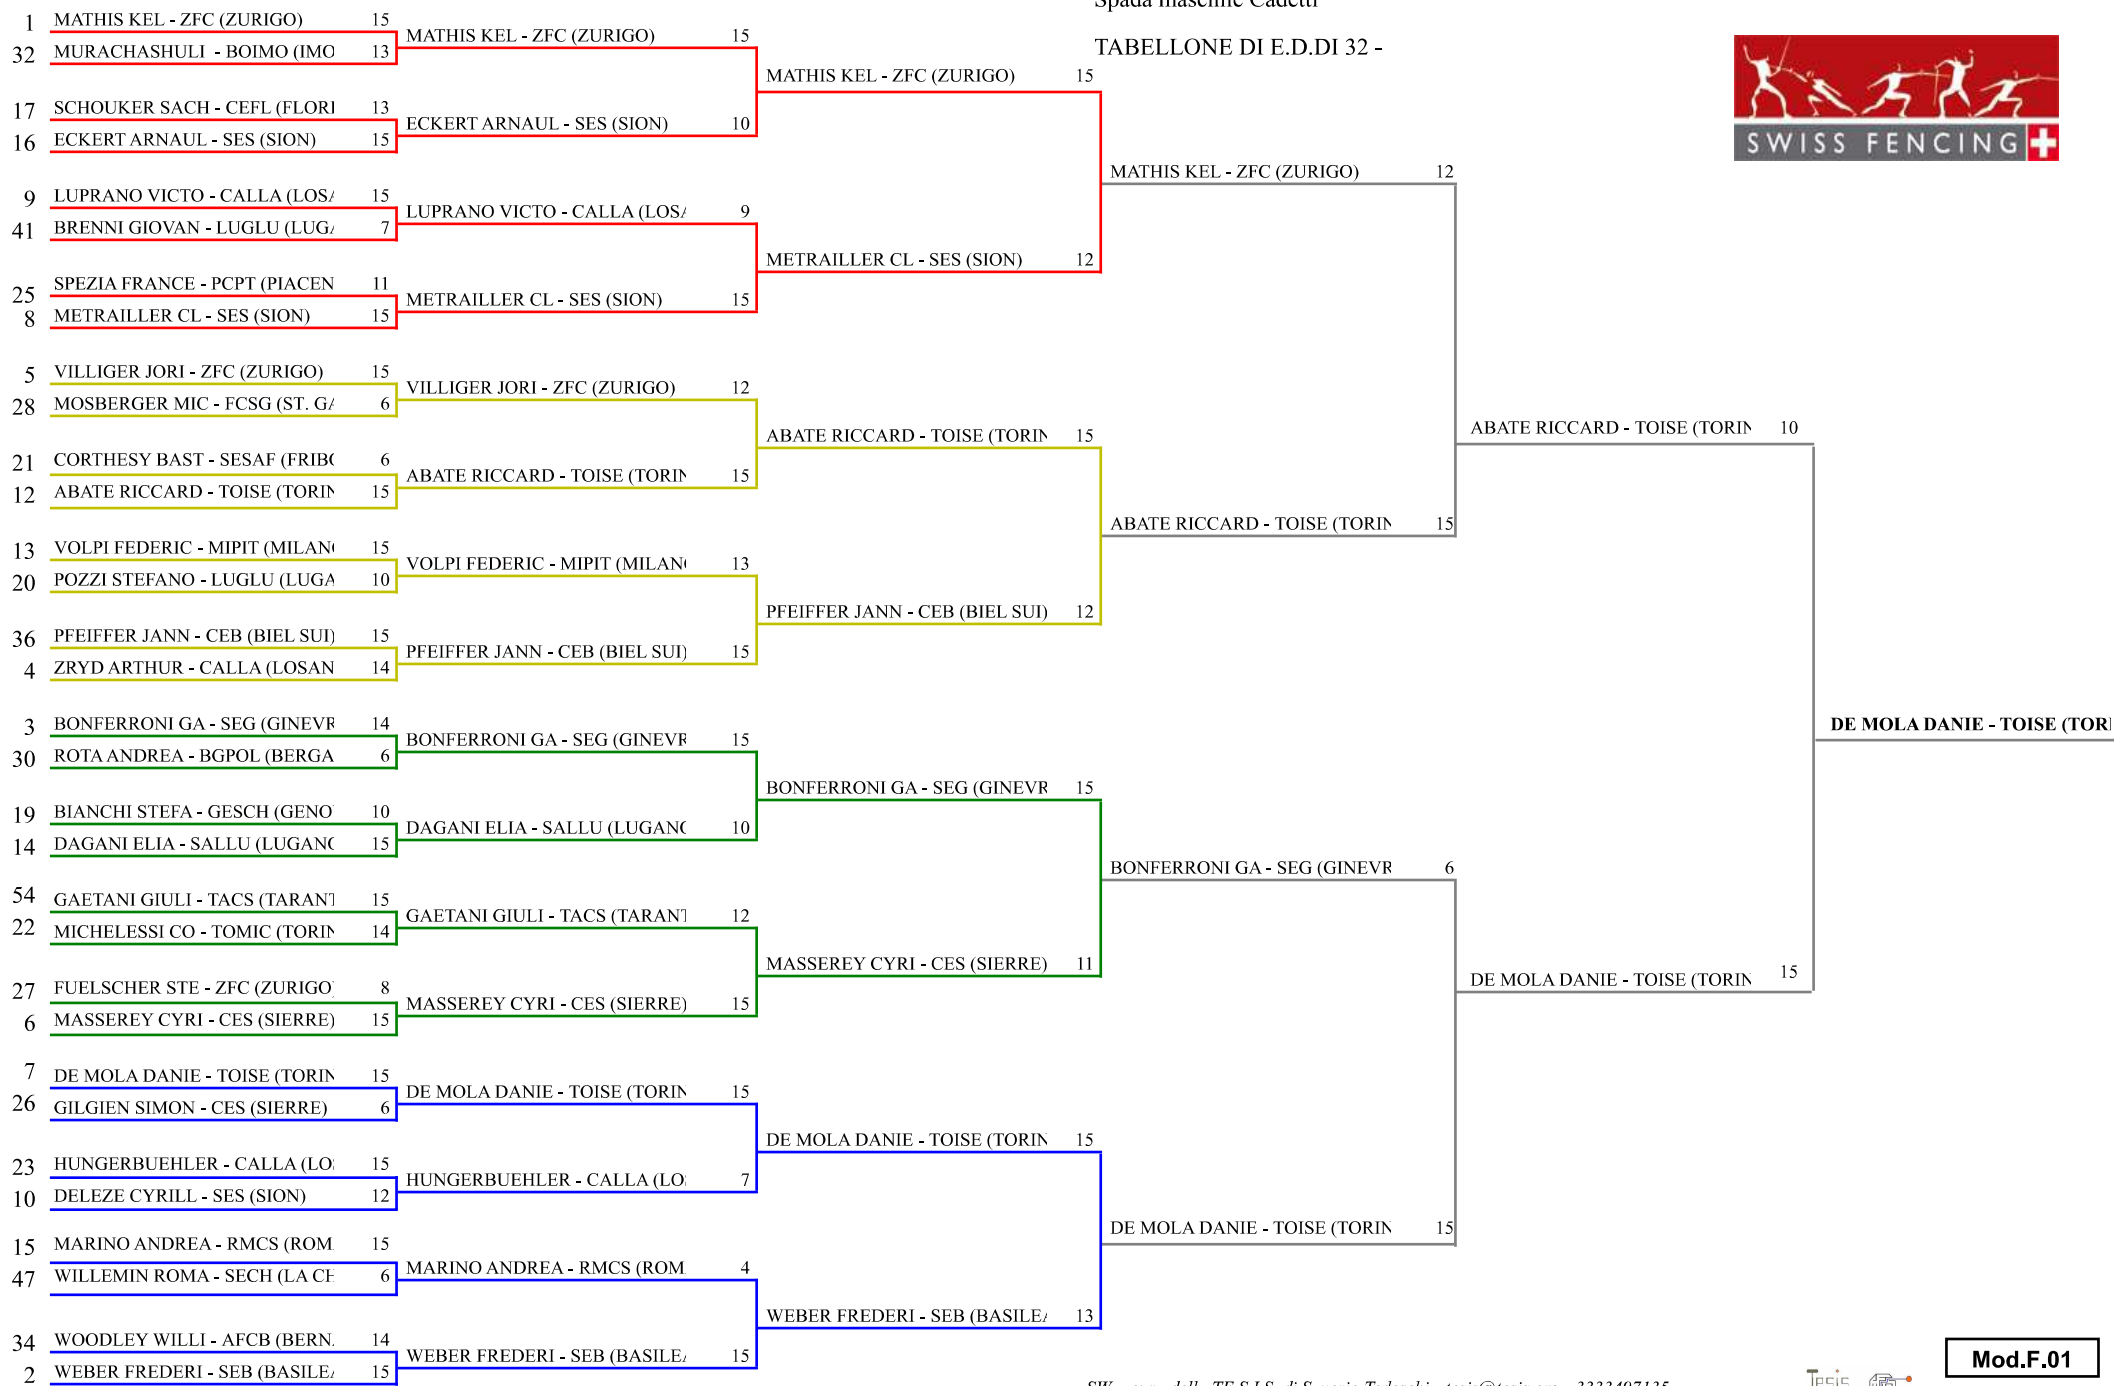 Spada maschile Cadetti
TABELLONE DI E.D.DI 32 -
SWISS FENCING
1 MATHIS KEL - ZFC (ZURIGO) 15
32 MURACHASHULI - BOIMO (IMO 13
17 SCHOUKER SACH - CEFL (FLORI 13
16 ECKERT ARNAUL - SES (SION) 15
9 LUPRANO VICTO - CALLA (LOSA 15
41 BRENNI GIOVAN - LUGLU (LUGA 7
25 SPEZIA FRANCE - PCPT (PIACEN 11
8 METRAILLER CL - SES (SION) 15
5 VILLIGER JORI - ZFC (ZURIGO) 15
28 MOSBERGER MIC - FCSG (ST. GA 6
21 CORTHESY BAST - SESAF (FRIBO 6
12 ABATE RICCARD - TOISE (TORIN 15
13 VOLPI FEDERIC - MIPIT (MILANO 15
20 POZZI STEFANO - LUGLU (LUGA 10
36 PFEIFFER JANN - CEB (BIEL SUI) 15
4 ZRYD ARTHUR - CALLA (LOSAN 14
3 BONFERRONI GA - SEG (GINEVR 14
30 ROTA ANDREA - BGPOL (BERGA 6
19 BIANCHI STEFA - GESCH (GENO 10
14 DAGANI ELIA - SALLU (LUGANO 15
54 GAETANI GIULI - TACS (TARANT 15
22 MICHELESSI CO - TOMIC (TORIN 14
27 FUELSCHER STE - ZFC (ZURIGO) 8
6 MASSEREY CYRI - CES (SIERRE) 15
7 DE MOLA DANIE - TOISE (TORIN 15
26 GILGIEN SIMON - CES (SIERRE) 6
23 HUNGERBUEHLER - CALLA (LO 15
10 DELEZE CYRILL - SES (SION) 12
15 MARINO ANDREA - RMCS (ROM 15
47 WILLEMIN ROMA - SECH (LA CH 6
34 WOODLEY WILLI - AFCB (BERN 14
2 WEBER FREDERI - SEB (BASILEA 15
MATHIS KEL - ZFC (ZURIGO) 15
ECKERT ARNAUL - SES (SION) 10
LUPRANO VICTO - CALLA (LOSA 9
METRAILLER CL - SES (SION) 15
VILLIGER JORI - ZFC (ZURIGO) 12
ABATE RICCARD - TOISE (TORIN 15
VOLPI FEDERIC - MIPIT (MILANO 13
PFEIFFER JANN - CEB (BIEL SUI) 15
BONFERRONI GA - SEG (GINEVR 15
DAGANI ELIA - SALLU (LUGANO 10
GAETANI GIULI - TACS (TARANT 12
MASSEREY CYRI - CES (SIERRE) 15
DE MOLA DANIE - TOISE (TORIN 15
HUNGERBUEHLER - CALLA (LO 7
MARINO ANDREA - RMCS (ROM 4
WEBER FREDERI - SEB (BASILEA 15
MATHIS KEL - ZFC (ZURIGO) 15
METRAILLER CL - SES (SION) 12
ABATE RICCARD - TOISE (TORIN 15
PFEIFFER JANN - CEB (BIEL SUI) 12
BONFERRONI GA - SEG (GINEVR 15
MASSEREY CYRI - CES (SIERRE) 11
DE MOLA DANIE - TOISE (TORIN 15
WEBER FREDERI - SEB (BASILEA 13
MATHIS KEL - ZFC (ZURIGO) 12
ABATE RICCARD - TOISE (TORIN 15
BONFERRONI GA - SEG (GINEVR 6
DE MOLA DANIE - TOISE (TORIN 15
ABATE RICCARD - TOISE (TORIN 10
DE MOLA DANIE - TOISE (TORIN 15
DE MOLA DANIE - TOISE (TORI
Tesis
Mod.F.01